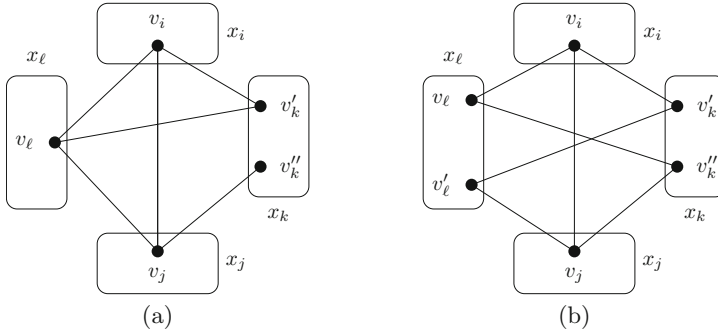 v_i
x_i
x_ℓ
v'_k
v_ℓ
v''_k
x_k
v_j
x_j
(a)
v_i
x_i
x_ℓ
v_ℓ
v'_k
v'_ℓ
v''_k
x_k
v_j
x_j
(b)